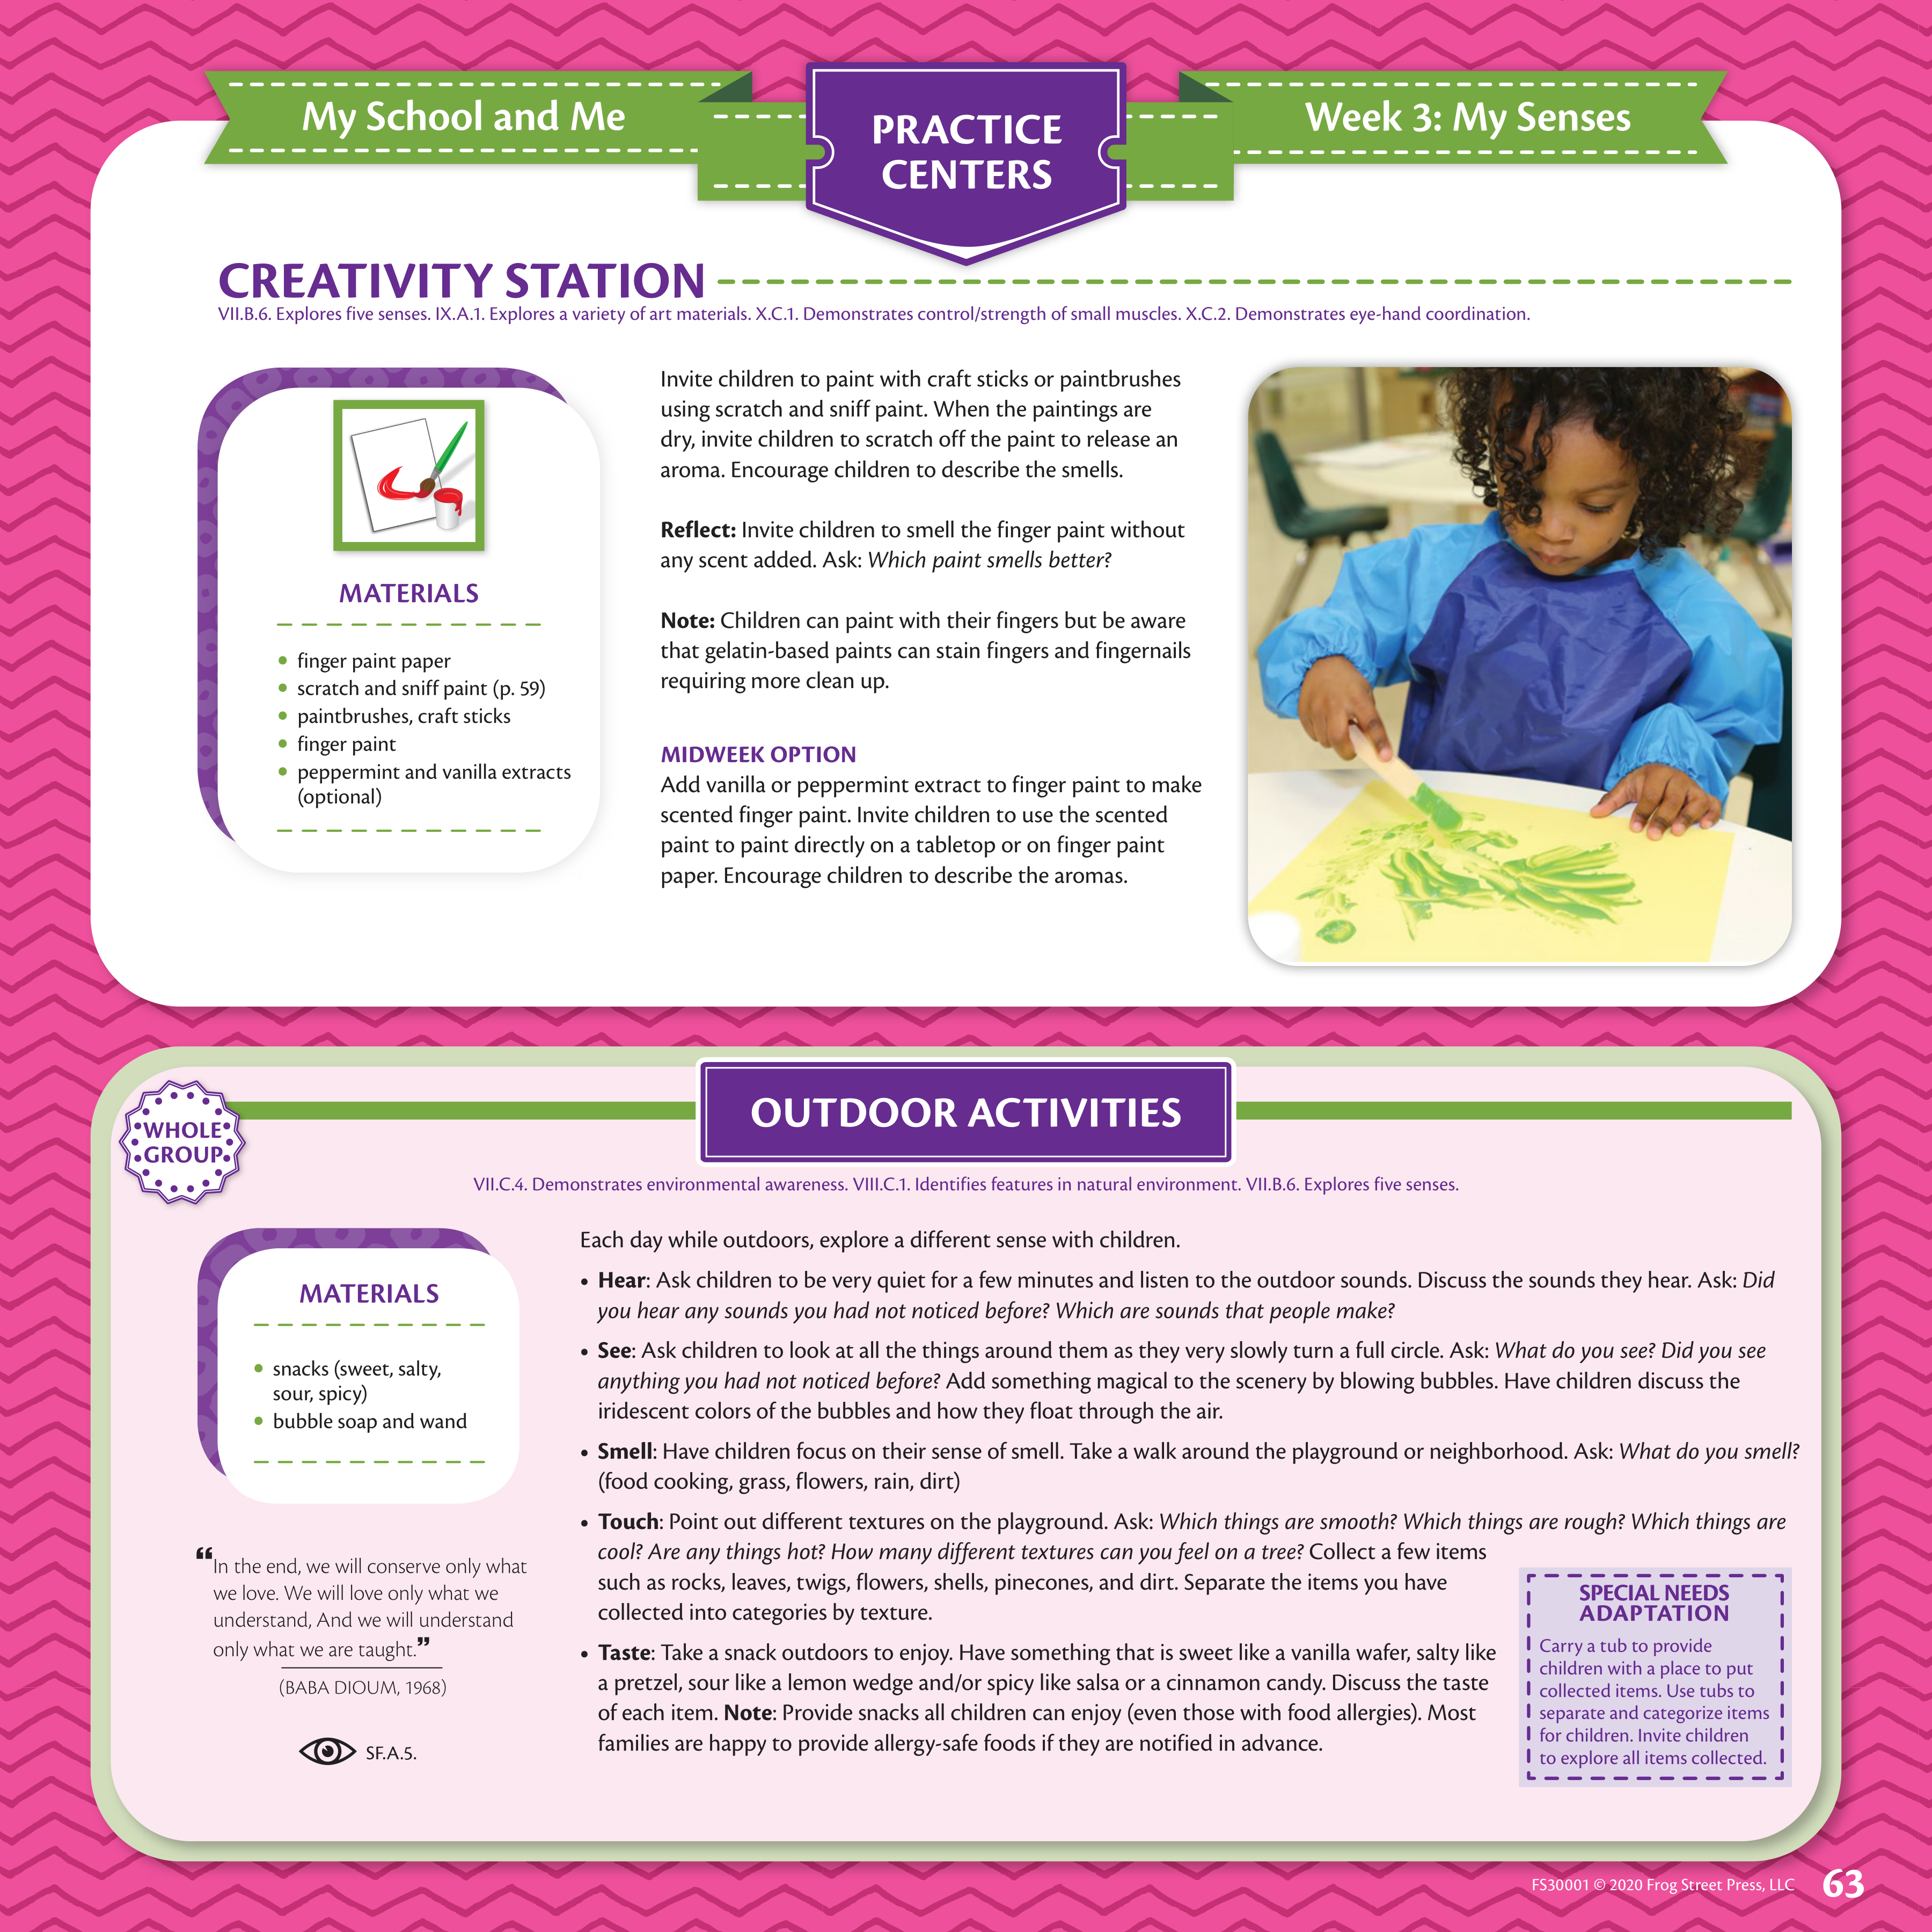 My School and Me
PRACTICE
CENTERS
Week 3: My Senses
CREATIVITY STATION
VII.B.6. Explores five senses. IX.A.1. Explores a variety of art materials. X.C.1. Demonstrates control/strength of small muscles. X.C.2. Demonstrates eye-hand coordination.
MATERIALS
• finger paint paper
• scratch and sniff paint (p. 59)
• paintbrushes, craft sticks
• finger paint
• peppermint and vanilla extracts
(optional)
Invite children to paint with craft sticks or paintbrushes
using scratch and sniff paint. When the paintings are
dry, invite children to scratch off the paint to release an
aroma. Encourage children to describe the smells.
Reflect: Invite children to smell the finger paint without
any scent added. Ask: Which paint smells better?
Note: Children can paint with their fingers but be aware
that gelatin-based paints can stain fingers and fingernails
requiring more clean up.
MIDWEEK OPTION
Add vanilla or peppermint extract to finger paint to make
scented finger paint. Invite children to use the scented
paint to paint directly on a tabletop or on finger paint
paper. Encourage children to describe the aromas.
WHOLE
GROUP
OUTDOOR ACTIVITIES
VII.C.4. Demonstrates environmental awareness. VIII.C.1. Identifies features in natural environment. VII.B.6. Explores five senses.
MATERIALS
• snacks (sweet, salty,
sour, spicy)
• bubble soap and wand
“In the end, we will conserve only what
we love. We will love only what we
understand, And we will understand
only what we are taught.”
(BABA DIOUM, 1968)
SF.A.5.
Each day while outdoors, explore a different sense with children.
• Hear: Ask children to be very quiet for a few minutes and listen to the outdoor sounds. Discuss the sounds they hear. Ask: Did
you hear any sounds you had not noticed before? Which are sounds that people make?
• See: Ask children to look at all the things around them as they very slowly turn a full circle. Ask: What do you see? Did you see
anything you had not noticed before? Add something magical to the scenery by blowing bubbles. Have children discuss the
iridescent colors of the bubbles and how they float through the air.
• Smell: Have children focus on their sense of smell. Take a walk around the playground or neighborhood. Ask: What do you smell?
(food cooking, grass, flowers, rain, dirt)
• Touch: Point out different textures on the playground. Ask: Which things are smooth? Which things are rough? Which things are
cool? Are any things hot? How many different textures can you feel on a tree? Collect a few items
such as rocks, leaves, twigs, flowers, shells, pinecones, and dirt. Separate the items you have
collected into categories by texture.
• Taste: Take a snack outdoors to enjoy. Have something that is sweet like a vanilla wafer, salty like
a pretzel, sour like a lemon wedge and/or spicy like salsa or a cinnamon candy. Discuss the taste
of each item. Note: Provide snacks all children can enjoy (even those with food allergies). Most
families are happy to provide allergy-safe foods if they are notified in advance.
SPECIAL NEEDS
ADAPTATION
Carry a tub to provide
children with a place to put
collected items. Use tubs to
separate and categorize items
for children. Invite children
to explore all items collected.
FS30001 © 2020 Frog Street Press, LLC
63